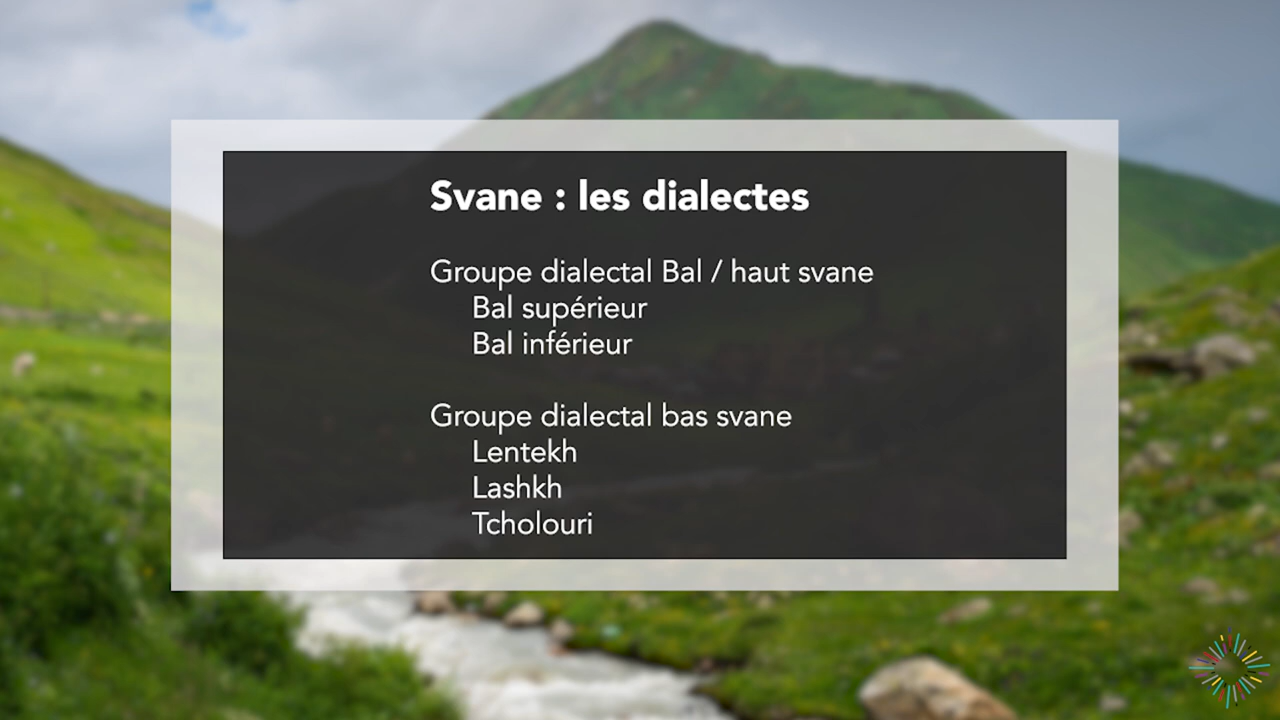 Svane : les dialectes
Groupe dialectal Bal / haut svane
Bal supérieur
Bal inférieur
Groupe dialectal bas svane
Lentekh
Lashkh
Tcholouri